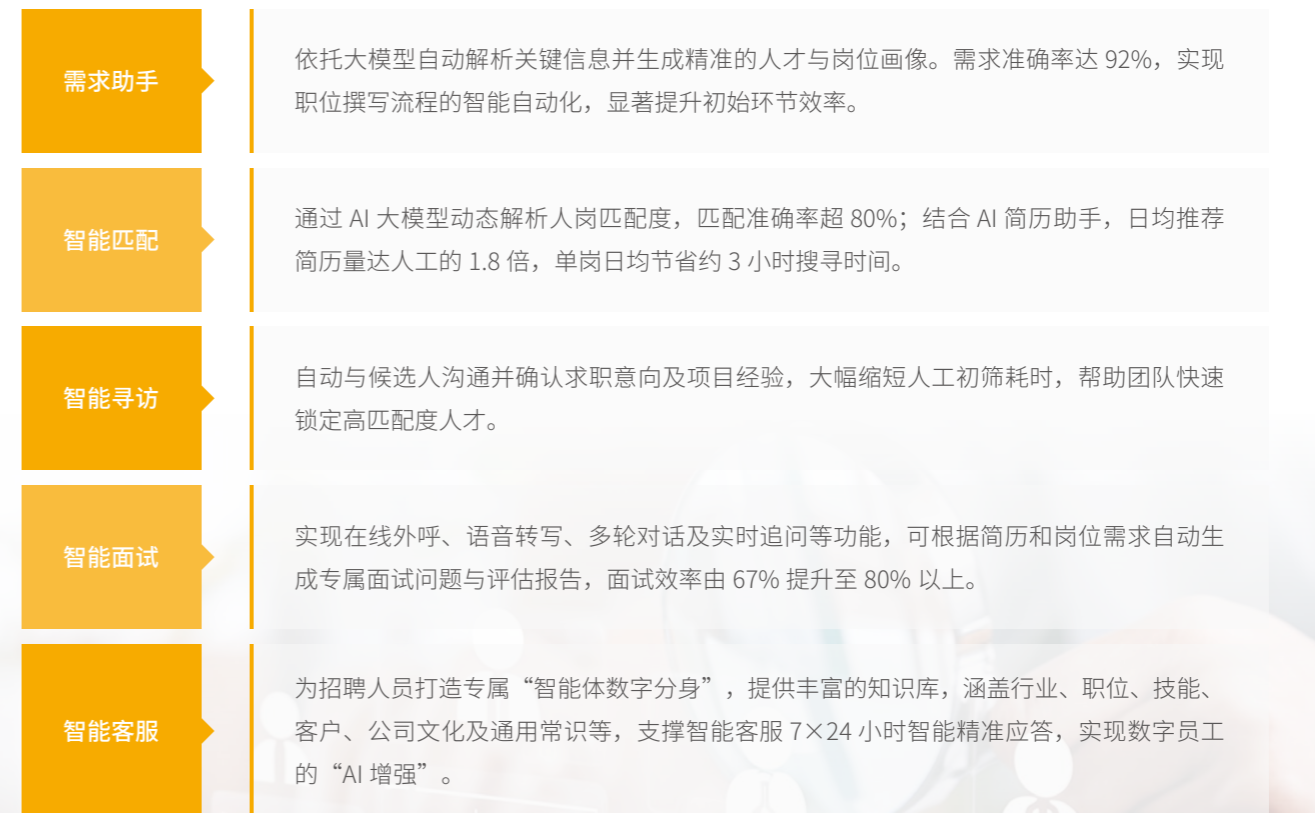 需求助手
依托大模型自动解析关键信息并生成精准的人才与岗位画像。需求准确率达 92%，实现
职位撰写流程的智能自动化，显著提升初始环节效率。
智能匹配
通过 AI 大模型动态解析人岗匹配度，匹配准确率超 80%；结合 AI 简历助手，日均推荐
简历量达人工的 1.8 倍，单岗日均节省约 3 小时搜寻时间。
智能寻访
自动与候选人沟通并确认求职意向及项目经验，大幅缩短人工初筛耗时，帮助团队快速
锁定高匹配度人才。
智能面试
实现在线外呼、语音转写、多轮对话及实时追问等功能，可根据简历和岗位需求自动生
成专属面试问题与评估报告，面试效率由 67% 提升至 80% 以上。
智能客服
为招聘人员打造专属“智能体数字分身”，提供丰富的知识库，涵盖行业、职位、技能、
客户、公司文化及通用常识等，支撑智能客服 7×24 小时智能精准应答，实现数字员工
的“AI 增强”。